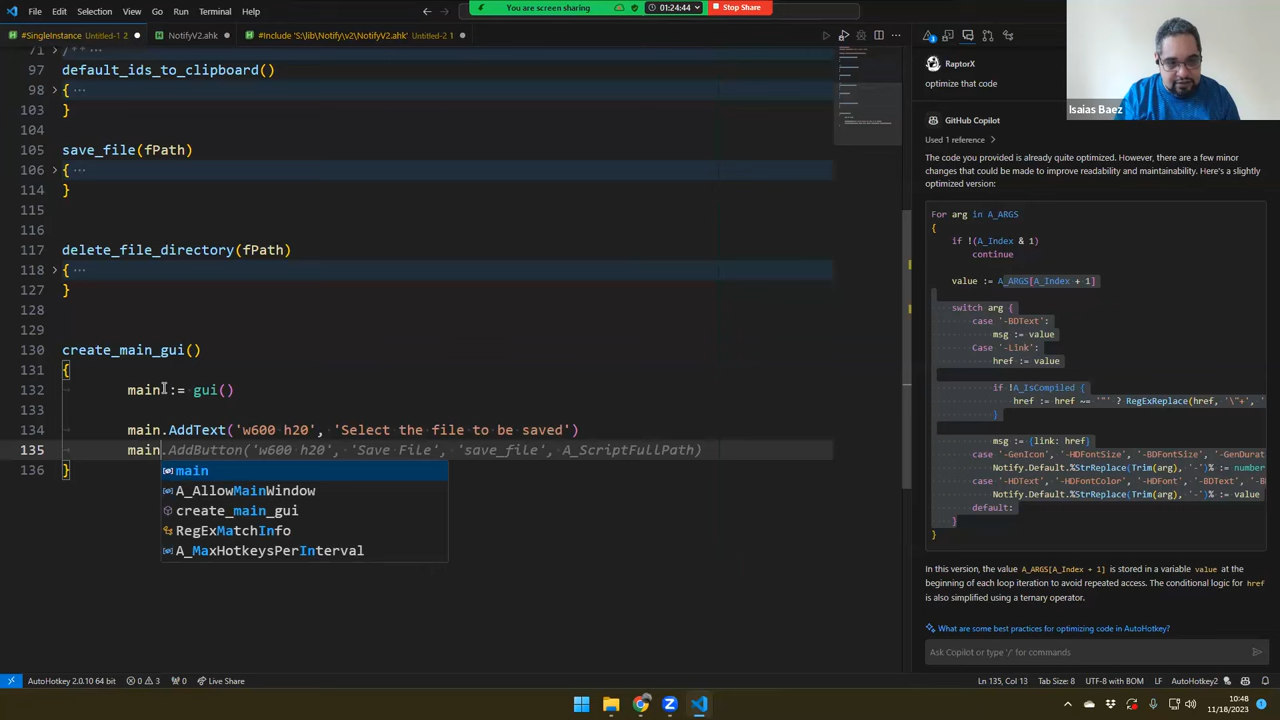 File Edit Selection View Go Run Terminal ···
You are screen sharing 01:24:44 Stop Share
#SingleInstance Untitled-1 2
NotifyV2.ahk
#Include 'S:\lib\Notify\v2\NotifyV2.ahk' Untitled-2 1
71 /** ···
97 default_ids_to_clipboard()
98 { ···
103 }
104
105 save_file(fPath)
106 { ···
114 }
115
116
117 delete_file_directory(fPath)
118 { ···
127 }
128
129
130 create_main_gui()
131 {
132 main := gui()
133
134 main.AddText('w600 h20', 'Select the file to be saved')
135 main.AddButton('w600 h20', 'Save File', 'save_file', A_ScriptFullPath)
136 }
main
A_AllowMainWindow
create_main_gui
RegExMatchInfo
A_MaxHotkeysPerInterval
RaptorX
optimize that code
GitHub Copilot
Used 1 reference
The code you provided is already quite optimized. However, there are a few minor
changes that could be made to improve readability and maintainability. Here's a slightly
optimized version:
For arg in A_ARGS
{
if !(A_Index & 1)
continue
value := A_ARGS[A_Index + 1]
switch arg {
case '-BDText':
msg := value
Case '-Link':
href := value
if !A_IsCompiled {
href := href ~= '"' ? RegExReplace(href, '\"+', '
}
msg := {link: href}
case '-GenIcon', '-HDFontSize', '-BDFontSize', '-GenDurat
Notify.Default.%StrReplace(Trim(arg), '-')% := number
case '-HDText', '-HDFontColor', '-HDFont', '-BDText', '-BD
Notify.Default.%StrReplace(Trim(arg), '-')% := value
default:
}
}
In this version, the value A_ARGS[A_Index + 1] is stored in a variable value at the
beginning of each loop iteration to avoid repeated access. The conditional logic for href
is also simplified using a ternary operator.
What are some best practices for optimizing code in AutoHotkey?
Ask Copilot or type '/' for commands
Isaias Baez
AutoHotkey 2.0.10 64 bit 0 3 0 Live Share
Ln 135, Col 13 Tab Size: 8 UTF-8 with BOM LF AutoHotkey2
10:48
11/18/2023